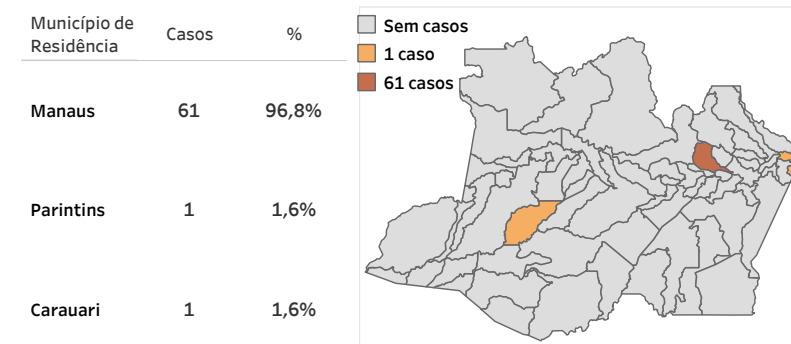 Município de
Residência
Casos
%
Manaus
61
96,8%
Parintins
1
1,6%
Carauari
1
1,6%
Sem casos
1 caso
61 casos